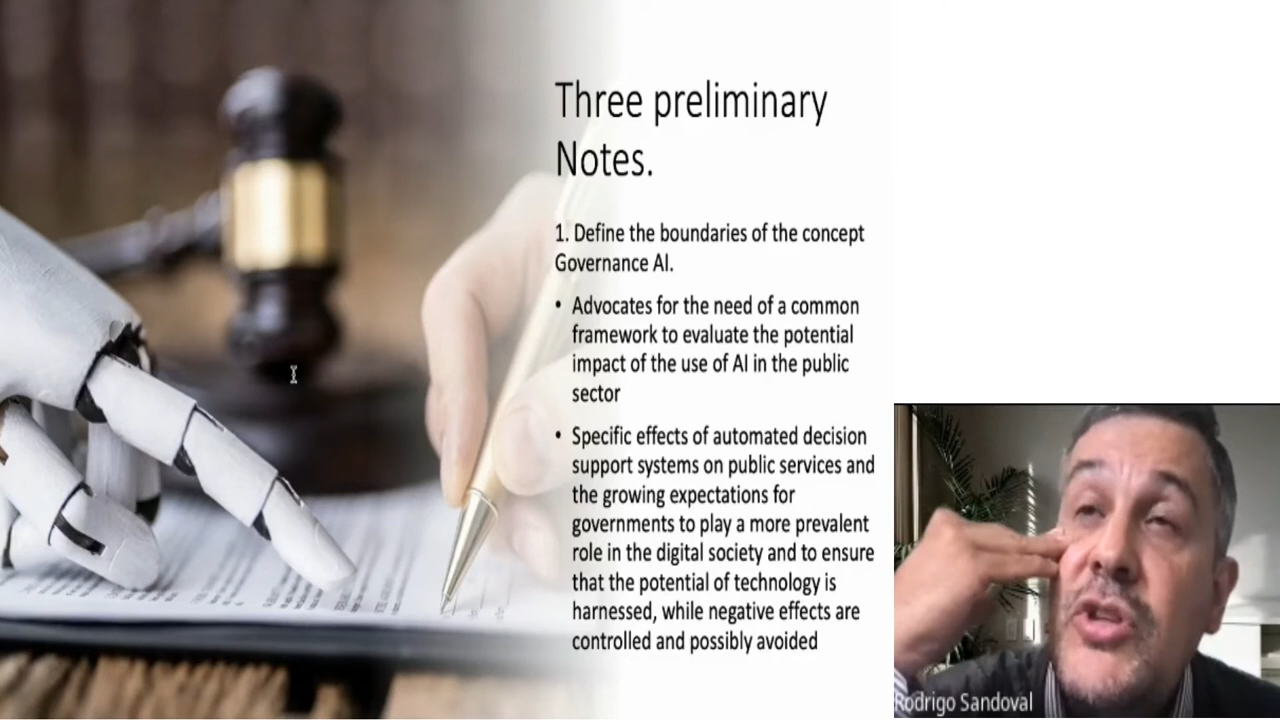 Three preliminary
Notes.
1. Define the boundaries of the concept
Governance AI.
• Advocates for the need of a common
framework to evaluate the potential
impact of the use of AI in the public
sector
• Specific effects of automated decision
support systems on public services and
the growing expectations for
governments to play a more prevalent
role in the digital society and to ensure
that the potential of technology is
harnessed, while negative effects are
controlled and possibly avoided
Rodrigo Sandoval